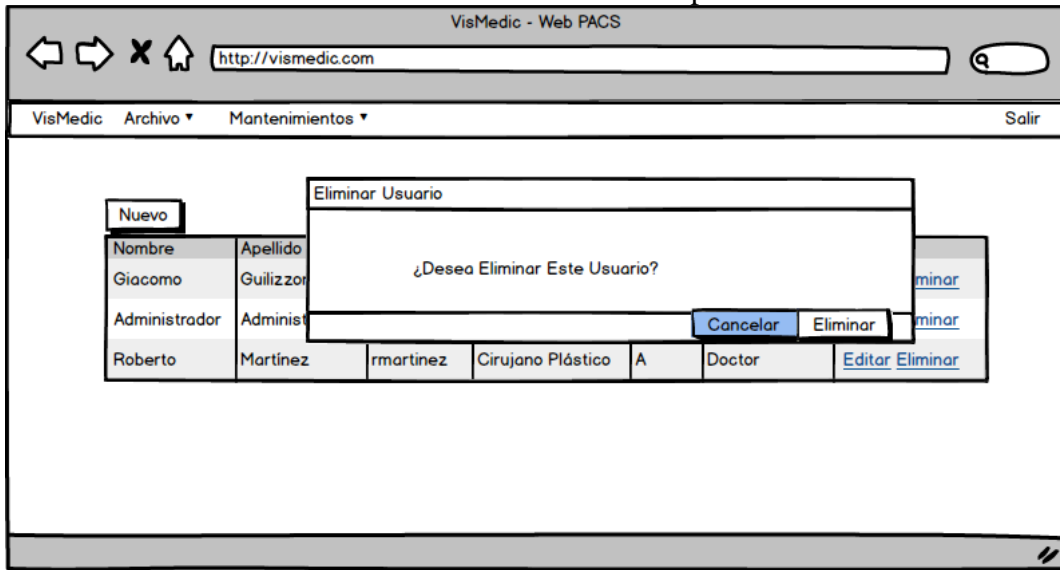 VisMedic - Web PACS
http://vismedic.com
VisMedic Archivo Mantenimientos Salir
Eliminar Usuario
Nuevo
Nombre Apellido
¿Desea Eliminar Este Usuario?
Giacomo Guilizzon minar
Administrador Administ minar
Cancelar Eliminar
Roberto Martínez rmartinez Cirujano Plástico A Doctor Editar Eliminar